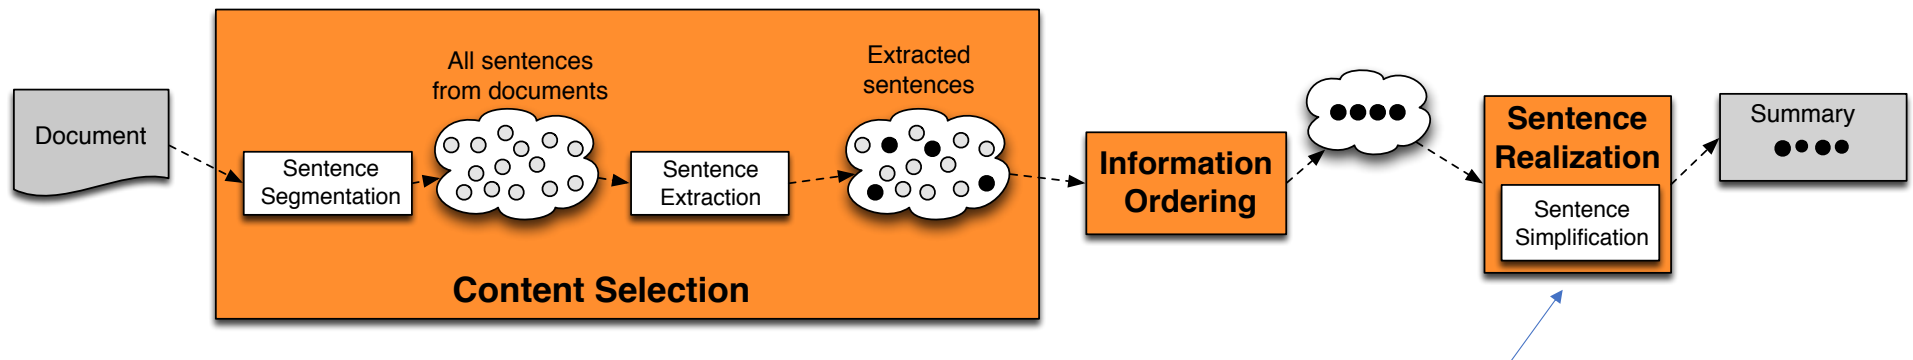 Document
Sentence
Segmentation
All sentences
from documents
Sentence
Extraction
Extracted
sentences
Content Selection
Information
Ordering
Sentence
Realization
Sentence
Simplification
Summary